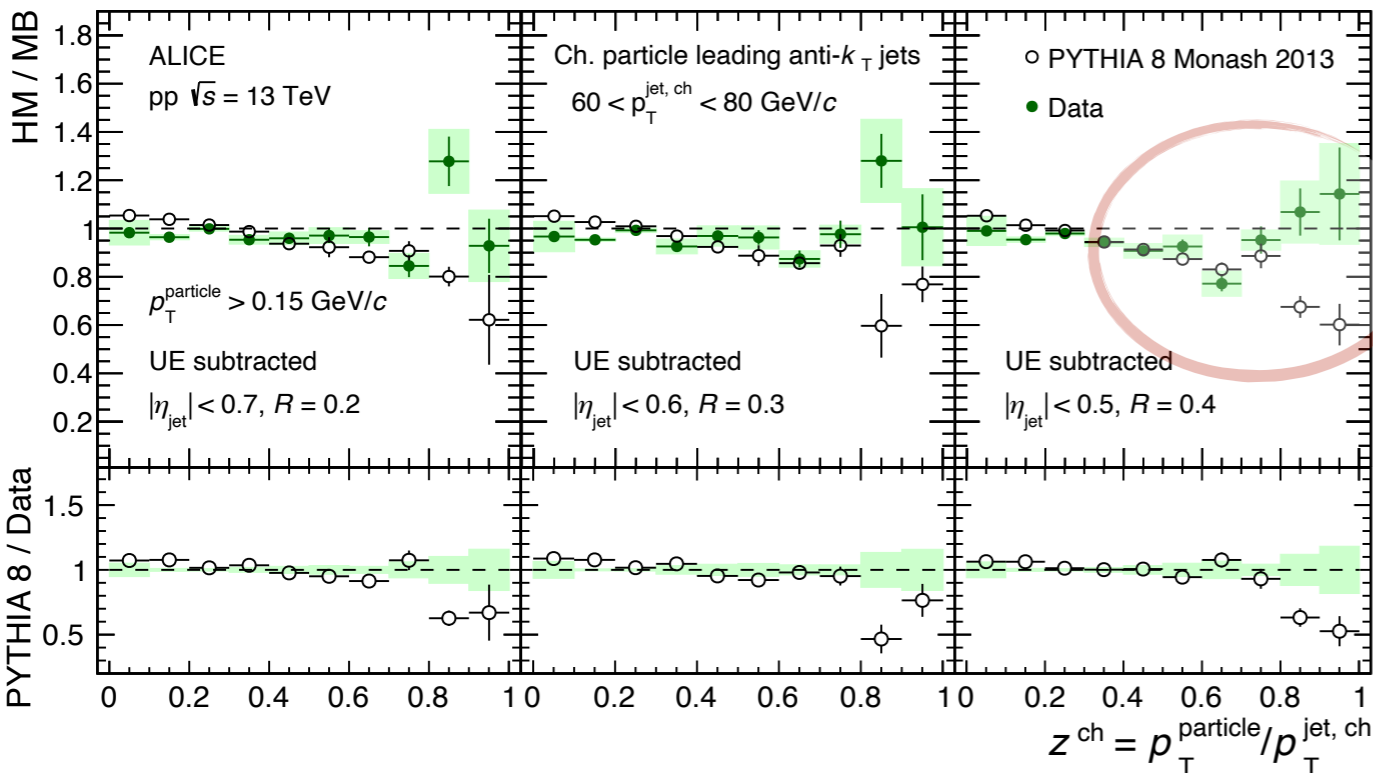 HM / MB
1.8
1.6
1.4
1.2
1
0.8
0.6
0.4
0.2
ALICE
pp √s = 13 TeV
p_T^particle > 0.15 GeV/c
UE subtracted
|η_jet| < 0.7, R = 0.2
Ch. particle leading anti-k_T jets
60 < p_T^jet, ch < 80 GeV/c
UE subtracted
|η_jet| < 0.6, R = 0.3
PYTHIA 8 Monash 2013
Data
UE subtracted
|η_jet| < 0.5, R = 0.4
PYTHIA 8 / Data
1.5
1
0.5
0 0.2 0.4 0.6 0.8 1
0 0.2 0.4 0.6 0.8 1
0 0.2 0.4 0.6 0.8 1
z^ch = p_T^particle/p_T^jet, ch